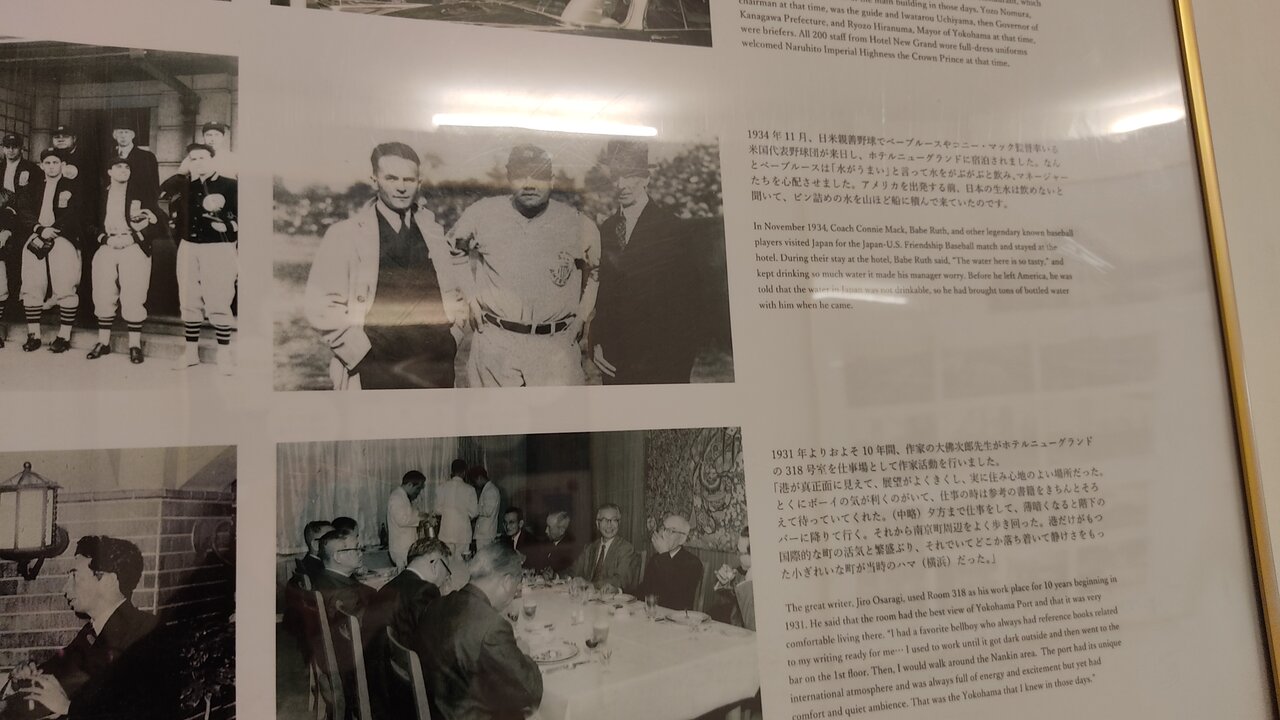 the main building in those days. Yozo Nomura,
chairman at that time, was the guide and Iwatarou Uchiyama, then Governor of
Kanagawa Prefecture, and Ryozo Hiranuma, Mayor of Yokohama at that time,
were briefers. All 200 staff from Hotel New Grand wore full-dress uniforms
welcomed Naruhito Imperial Highness the Crown Prince at that time.
1934年11月、日米親善野球でベーブルースやコニー・マック監督率いる
米国代表野球団が来日し、ホテルニューグランドに宿泊されました。なん
とベーブルースは「水がうまい」と言って水をがぶがぶと飲み、マネージャー
たちを心配させました。アメリカを出発する前、日本の生水は飲めないと
聞いて、ビン詰めの水を山ほど船に積んで来ていたのです。
In November 1934, Coach Connie Mack, Babe Ruth, and other legendary known baseball
players visited Japan for the Japan-U.S. Friendship Baseball match and stayed at the
hotel. During their stay at the hotel, Babe Ruth said, "The water here is so tasty," and
kept drinking so much water it made his manager worry. Before he left America, he was
told that the water in Japan was not drinkable, so he had brought tons of bottled water
with him when he came.
1931年よりおよそ10年間、作家の大佛次郎先生がホテルニューグランド
の318号室を仕事場として作家活動を行いました。
「港が真正面に見えて、展望がよくきくし、実に住み心地のよい場所だった。
とくにボーイの気が利くのがいて、仕事の時は参考の書籍をきちんとそろ
えて待っていてくれた。（中略）夕方まで仕事をして、薄暗くなると階下の
バーに降りて行く。それから南京町周辺をよく歩き回った。港だけがもつ
国際的な町の活気と繁盛ぶり、それでいてどこか落ち着いて静けさをもっ
た小ぎれいな町が当時のハマ（横浜）だった。」
The great writer, Jiro Osaragi, used Room 318 as his work place for 10 years beginning in
1931. He said that the room had the best view of Yokohama Port and that it was very
comfortable living there. "I had a favorite bellboy who always had reference books related
to my writing ready for me… I used to work until it got dark outside and then went to the
bar on the 1st floor. Then, I would walk around the Nankin area. The port had its unique
international atmosphere and was always full of energy and excitement but yet had
comfort and quiet ambience. That was the Yokohama that I knew in those days."